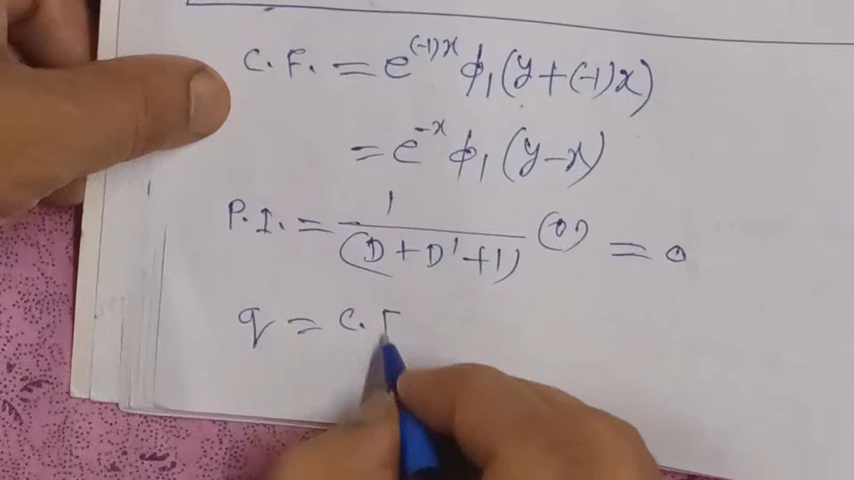 C.F. = e^{(-1)x} ϕ₁(y+(-1)x)
= e^{-x} ϕ₁(y-x)
P.I. = 1/(D+D'+1) (0) = 0
q = C.